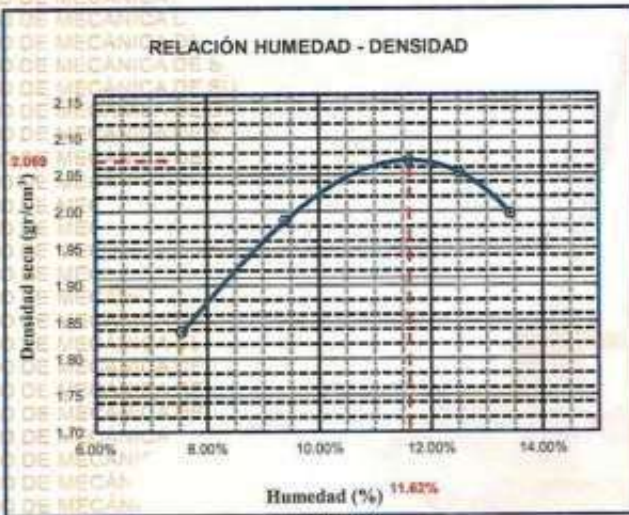 RELACIÓN HUMEDAD - DENSIDAD
2.15
2.10
2.069
2.05
2.00
1.95
1.90
1.85
1.80
1.75
1.70
Densidad seca (gr/cm³)
6.00% 8.00% 10.00% 12.00% 14.00%
Humedad (%) 11.62%